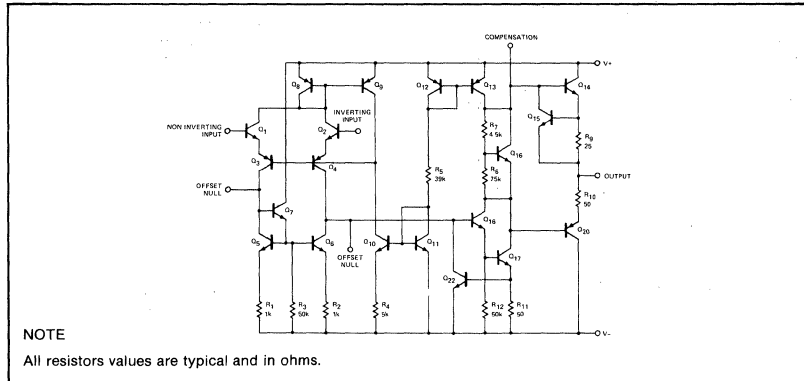 COMPENSATION
V+
Q8
Q9
Q12
Q13
Q14
INVERTING
INPUT
Q15
NON INVERTING
INPUT
Q1
Q2
R7
4.5k
R9
25
Q16
Q3
Q4
R5
39k
R6
75k
OUTPUT
OFFSET
NULL
R10
50
Q7
Q16
Q20
Q5
Q6
Q10
Q11
Q17
OFFSET
NULL
Q22
R1
1k
R3
50k
R2
1k
R4
5k
R12
50k
R11
50
V-
NOTE
All resistors values are typical and in ohms.